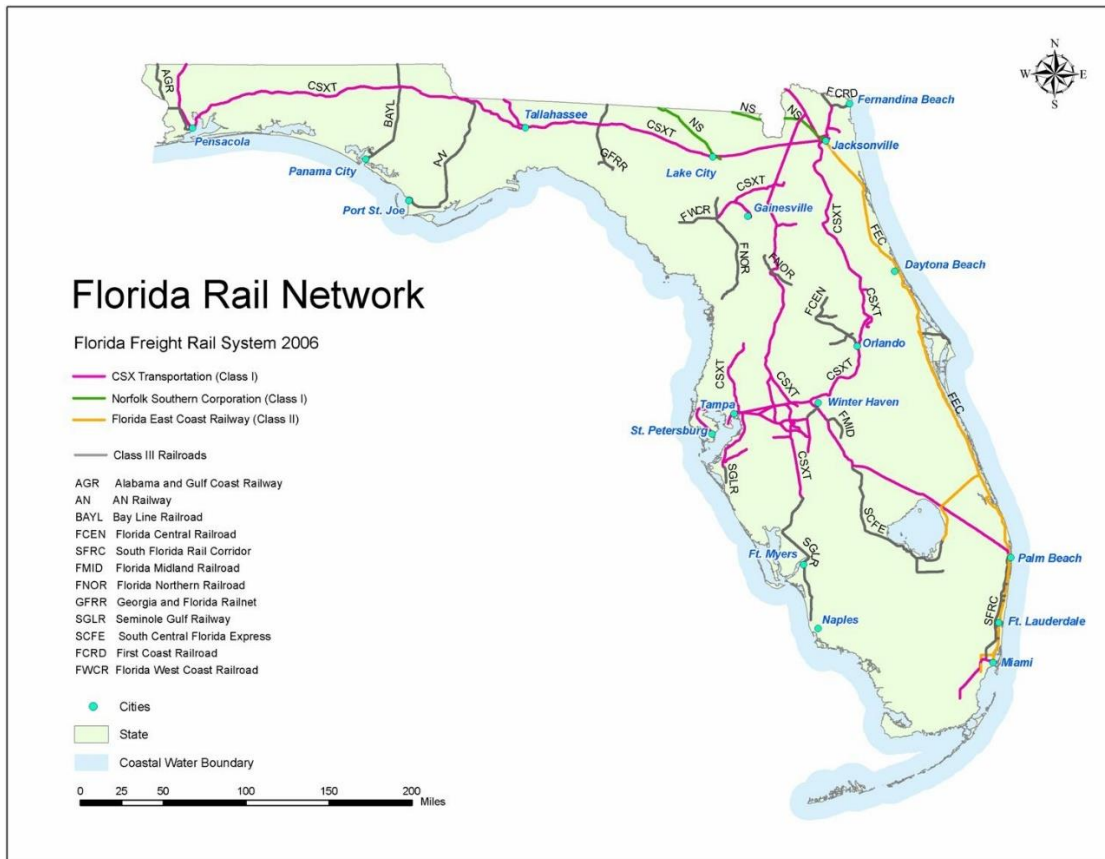 N
W E
S
AGR
CSXT
BAYL
AN
Pensacola
Panama City
Port St. Joe
Tallahassee
GFRR
CSXT
NS
Lake City
NS
NS
FCRD
Fernandina Beach
Jacksonville
CSXT
Gainesville
FWCR
FNOR
FNOR
CSXT
FEC
Daytona Beach
FCEN
CSXT
Orlando
CSXT
CSXT
CSXT
Tampa
Winter Haven
St. Petersburg
FMID
FEC
SGLR
CSXT
SCFE
Ft. Myers
SGLR
Palm Beach
Naples
SFRC
Ft. Lauderdale
Miami
Florida Rail Network
Florida Freight Rail System 2006
CSX Transportation (Class I)
Norfolk Southern Corporation (Class I)
Florida East Coast Railway (Class II)
Class III Railroads
AGR Alabama and Gulf Coast Railway
AN AN Railway
BAYL Bay Line Railroad
FCEN Florida Central Railroad
SFRC South Florida Rail Corridor
FMID Florida Midland Railroad
FNOR Florida Northern Railroad
GFRR Georgia and Florida Railnet
SGLR Seminole Gulf Railway
SCFE South Central Florida Express
FCRD First Coast Railroad
FWCR Florida West Coast Railroad
Cities
State
Coastal Water Boundary
0 25 50 100 150 200
Miles